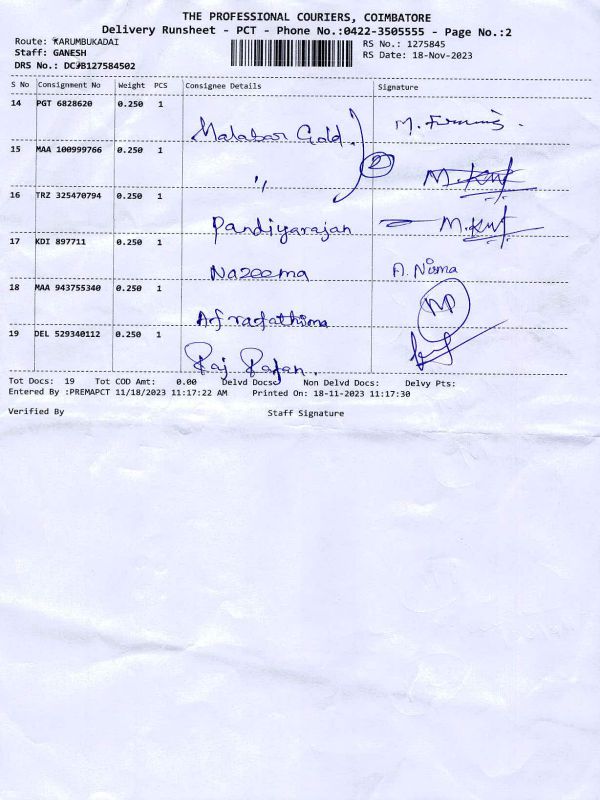 THE PROFESSIONAL COURIERS, COIMBATORE
Delivery Runsheet - PCT - Phone No.:0422-3505555 - Page No.:2
Route: KARUMBUKADAI RS No.: 1275845
Staff: GANESH RS Date: 18-Nov-2023
DRS No.: DC#B127584502
S No Consignment No Weight PCS Consignee Details Signature
14 PGT 6828620 0.250 1
Malabar Gold.
15 MAA 100999766 0.250 1 2
〃
16 TRZ 325470794 0.250 1
Pandiyarajan
17 KDI 897711 0.250 1
Nazeema A. Nisma
18 MAA 943755340 0.250 1 NP
19 DEL 529340112 0.250 1
Raj Rajan.
Tot Docs: 19 Tot COD Amt: 0.00 Delvd Docs: Non Delvd Docs: Delvy Pts:
Entered By :PREMAPCT 11/18/2023 11:17:22 AM Printed On: 18-11-2023 11:17:30
Verified By Staff Signature